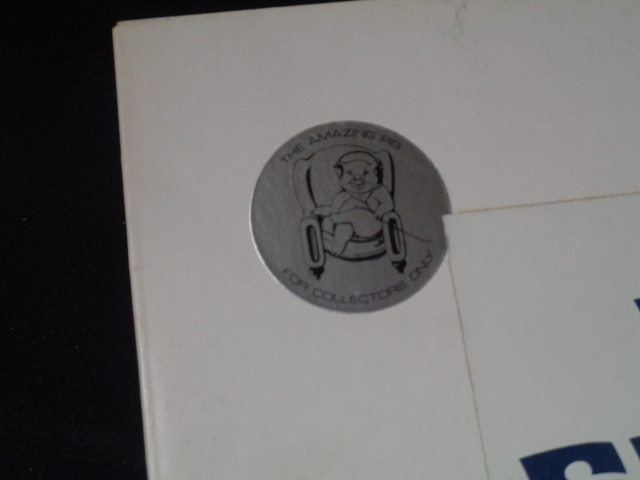 THE AMAZING PIG
FOR COLLECTORS ONLY